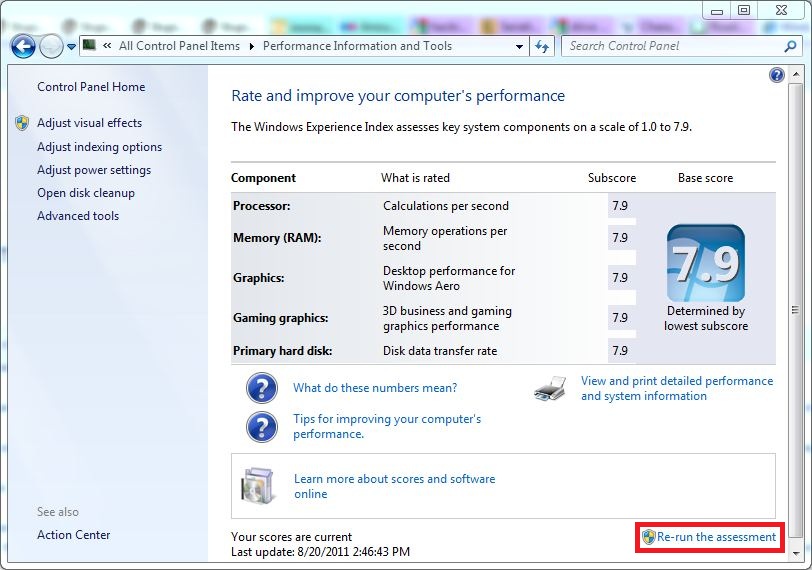 « All Control Panel Items ▸ Performance Information and Tools
Search Control Panel
Control Panel Home
Adjust visual effects
Adjust indexing options
Adjust power settings
Open disk cleanup
Advanced tools
See also
Action Center
Rate and improve your computer's performance
The Windows Experience Index assesses key system components on a scale of 1.0 to 7.9.
Component What is rated Subscore Base score
Processor: Calculations per second 7.9
Memory (RAM): Memory operations per
second 7.9
Graphics: Desktop performance for
Windows Aero 7.9
Gaming graphics: 3D business and gaming
graphics performance 7.9
Primary hard disk: Disk data transfer rate 7.9
7.9
Determined by
lowest subscore
What do these numbers mean?
View and print detailed performance
and system information
Tips for improving your computer's
performance.
Learn more about scores and software
online
Your scores are current
Last update: 8/20/2011 2:46:43 PM
Re-run the assessment